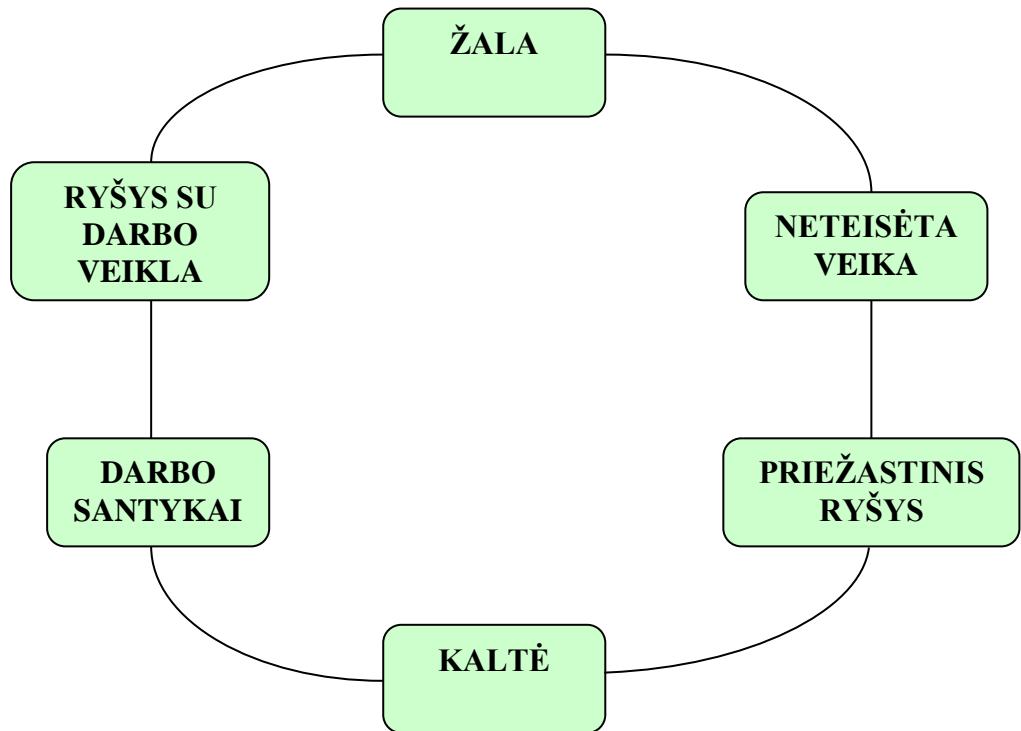 ŽALA
RYŠYS SU
DARBO
VEIKLA
NETEISĖTA
VEIKA
DARBO
SANTYKAI
PRIEŽASTINIS
RYŠYS
KALTĖ